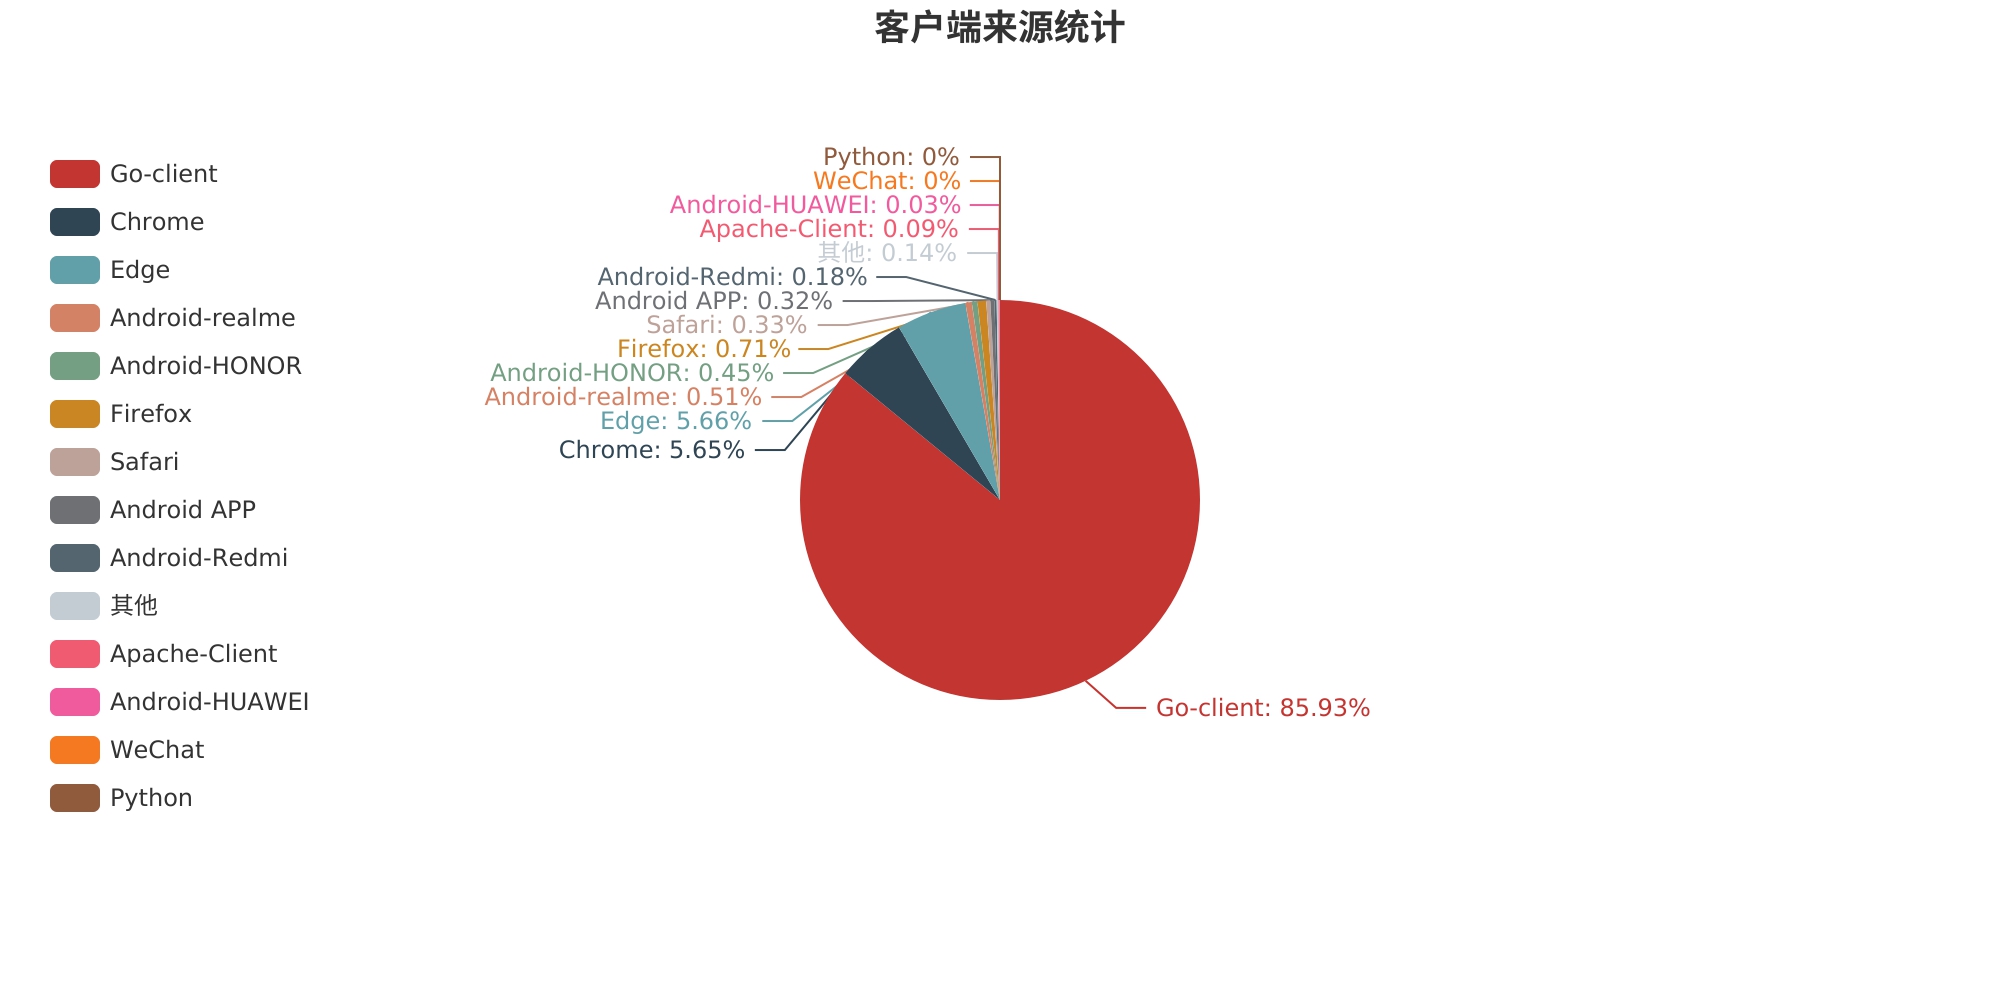 客户端来源统计
Go-client
Chrome
Edge
Android-realme
Android-HONOR
Firefox
Safari
Android APP
Android-Redmi
其他
Apache-Client
Android-HUAWEI
WeChat
Python
Python: 0%
WeChat: 0%
Android-HUAWEI: 0.03%
Apache-Client: 0.09%
其他: 0.14%
Android-Redmi: 0.18%
Android APP: 0.32%
Safari: 0.33%
Firefox: 0.71%
Android-HONOR: 0.45%
Android-realme: 0.51%
Edge: 5.66%
Chrome: 5.65%
Go-client: 85.93%